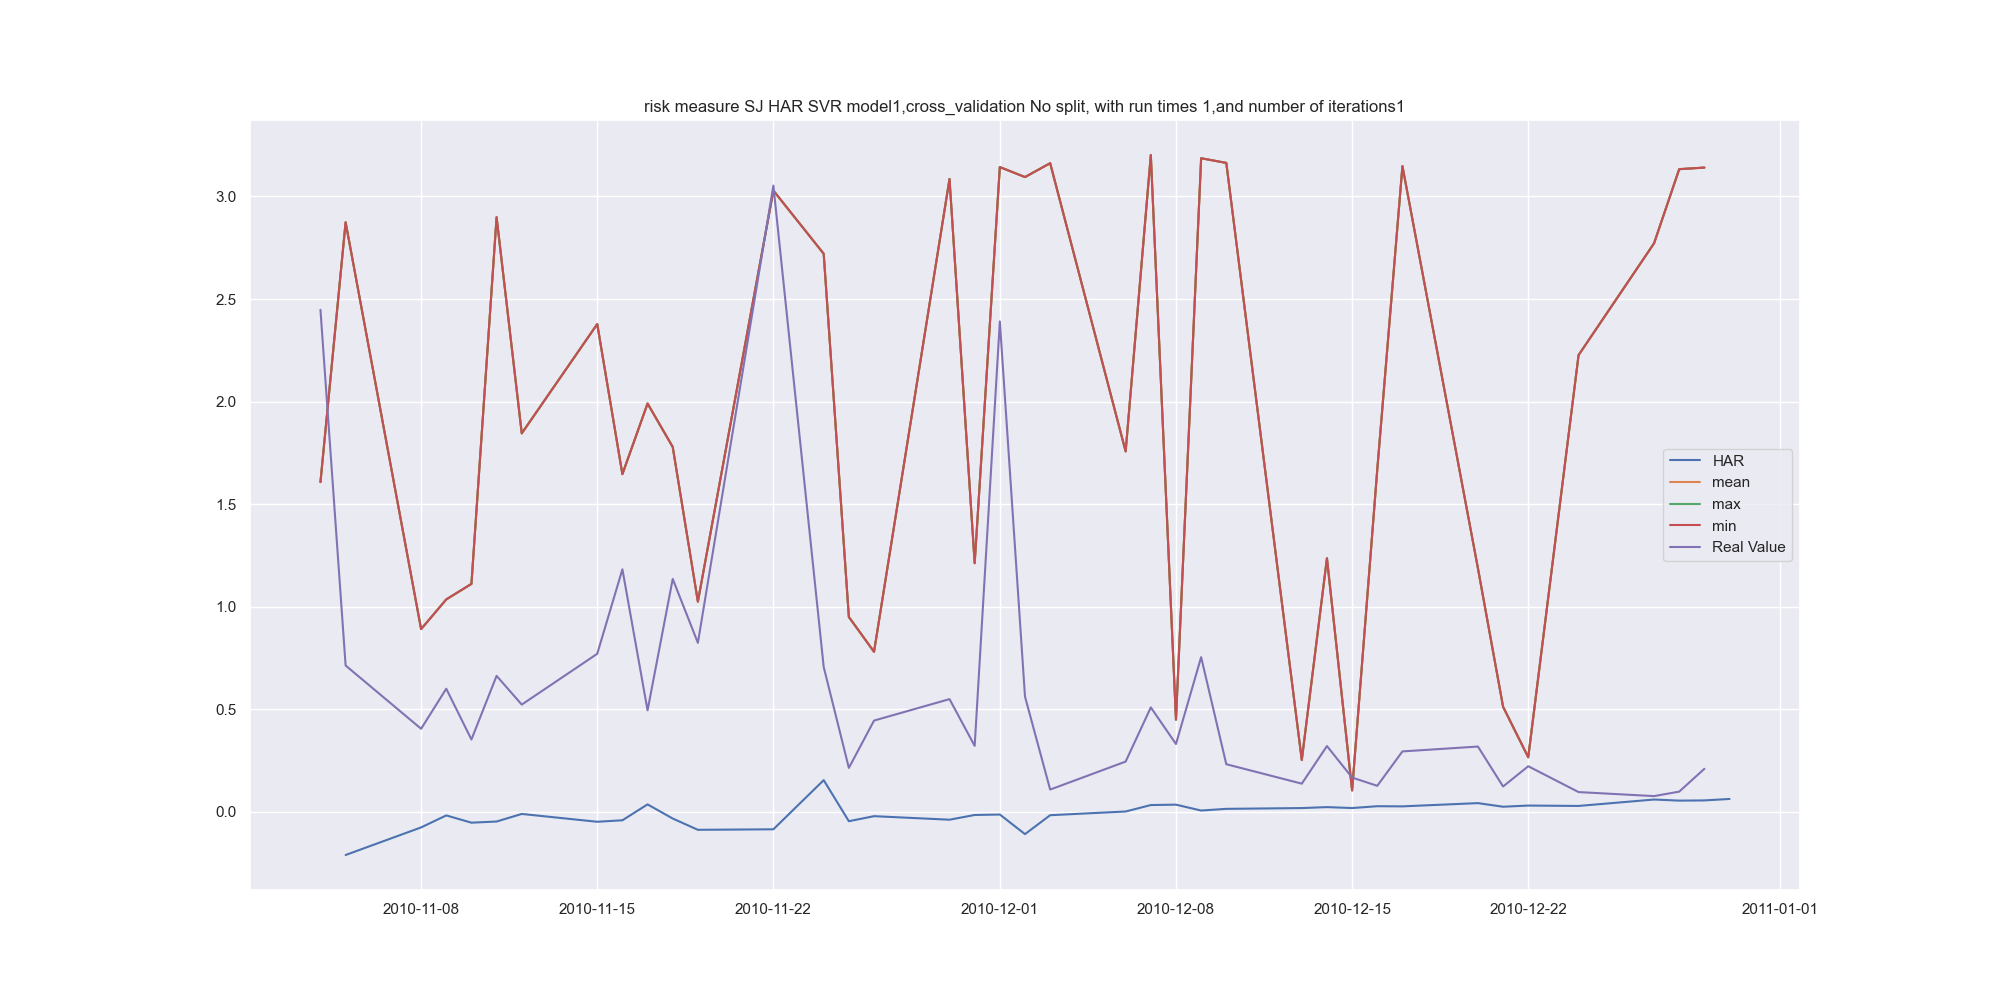 risk measure SJ HAR SVR model1,cross_validation No split, with run times 1,and number of iterations1
3.0
2.5
2.0
1.5
1.0
0.5
0.0
HAR
mean
max
min
Real Value
2010-11-08 2010-11-15 2010-11-22 2010-12-01 2010-12-08 2010-12-15 2010-12-22 2011-01-01